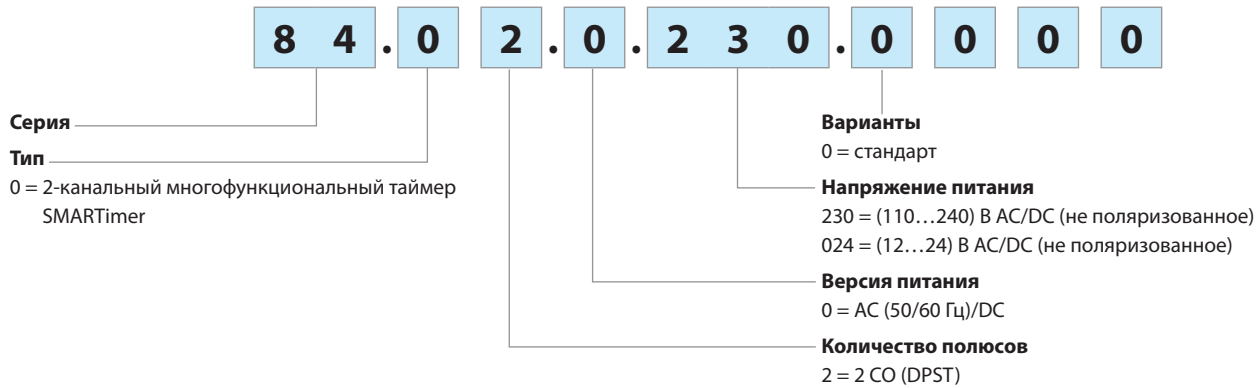 8 4 . 0 2 . 0 . 2 3 0 . 0 0 0 0
Серия
Тип
0 = 2-канальный многофункциональный таймер
SMARTimer
Варианты
0 = стандарт
Напряжение питания
230 = (110…240) В AC/DC (не поляризованное)
024 = (12…24) В AC/DC (не поляризованное)
Версия питания
0 = AC (50/60 Гц)/DC
Количество полюсов
2 = 2 CO (DPST)